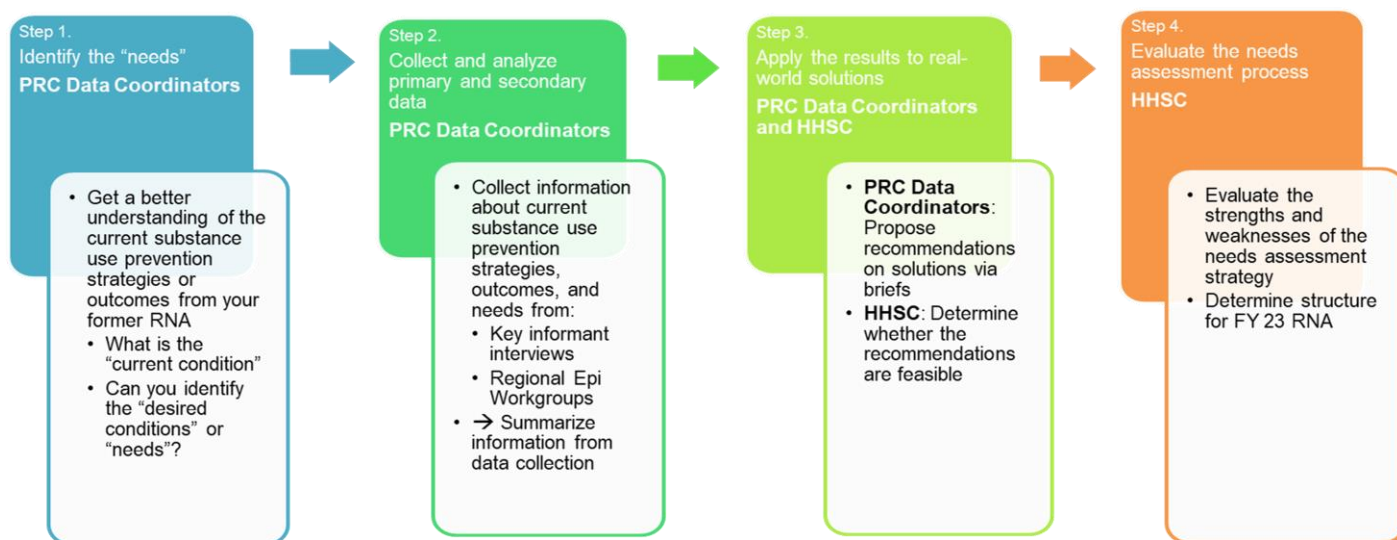 Step 1.
Identify the “needs”
PRC Data Coordinators
• Get a better
understanding of the
current substance
use prevention
strategies or
outcomes from your
former RNA
• What is the
“current condition”
• Can you identify
the “desired
conditions” or
“needs”?
Step 2.
Collect and analyze
primary and secondary
data
PRC Data Coordinators
• Collect information
about current
substance use
prevention
strategies,
outcomes, and
needs from:
• Key informant
interviews
• Regional Epi
Workgroups
• → Summarize
information from
data collection
Step 3.
Apply the results to real-
world solutions
PRC Data Coordinators
and HHSC
• PRC Data
Coordinators:
Propose
recommendations
on solutions via
briefs
• HHSC: Determine
whether the
recommendations
are feasible
Step 4.
Evaluate the needs
assessment process
HHSC
• Evaluate the
strengths and
weaknesses of the
needs assessment
strategy
• Determine structure
for FY 23 RNA